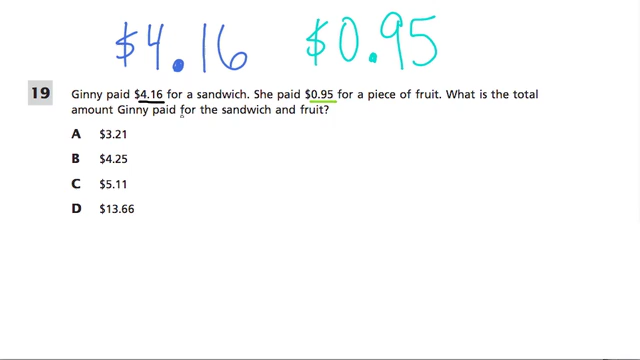 $4.16 $0.95
19 Ginny paid $4.16 for a sandwich. She paid $0.95 for a piece of fruit. What is the total
amount Ginny paid for the sandwich and fruit?
A $3.21
B $4.25
C $5.11
D $13.66